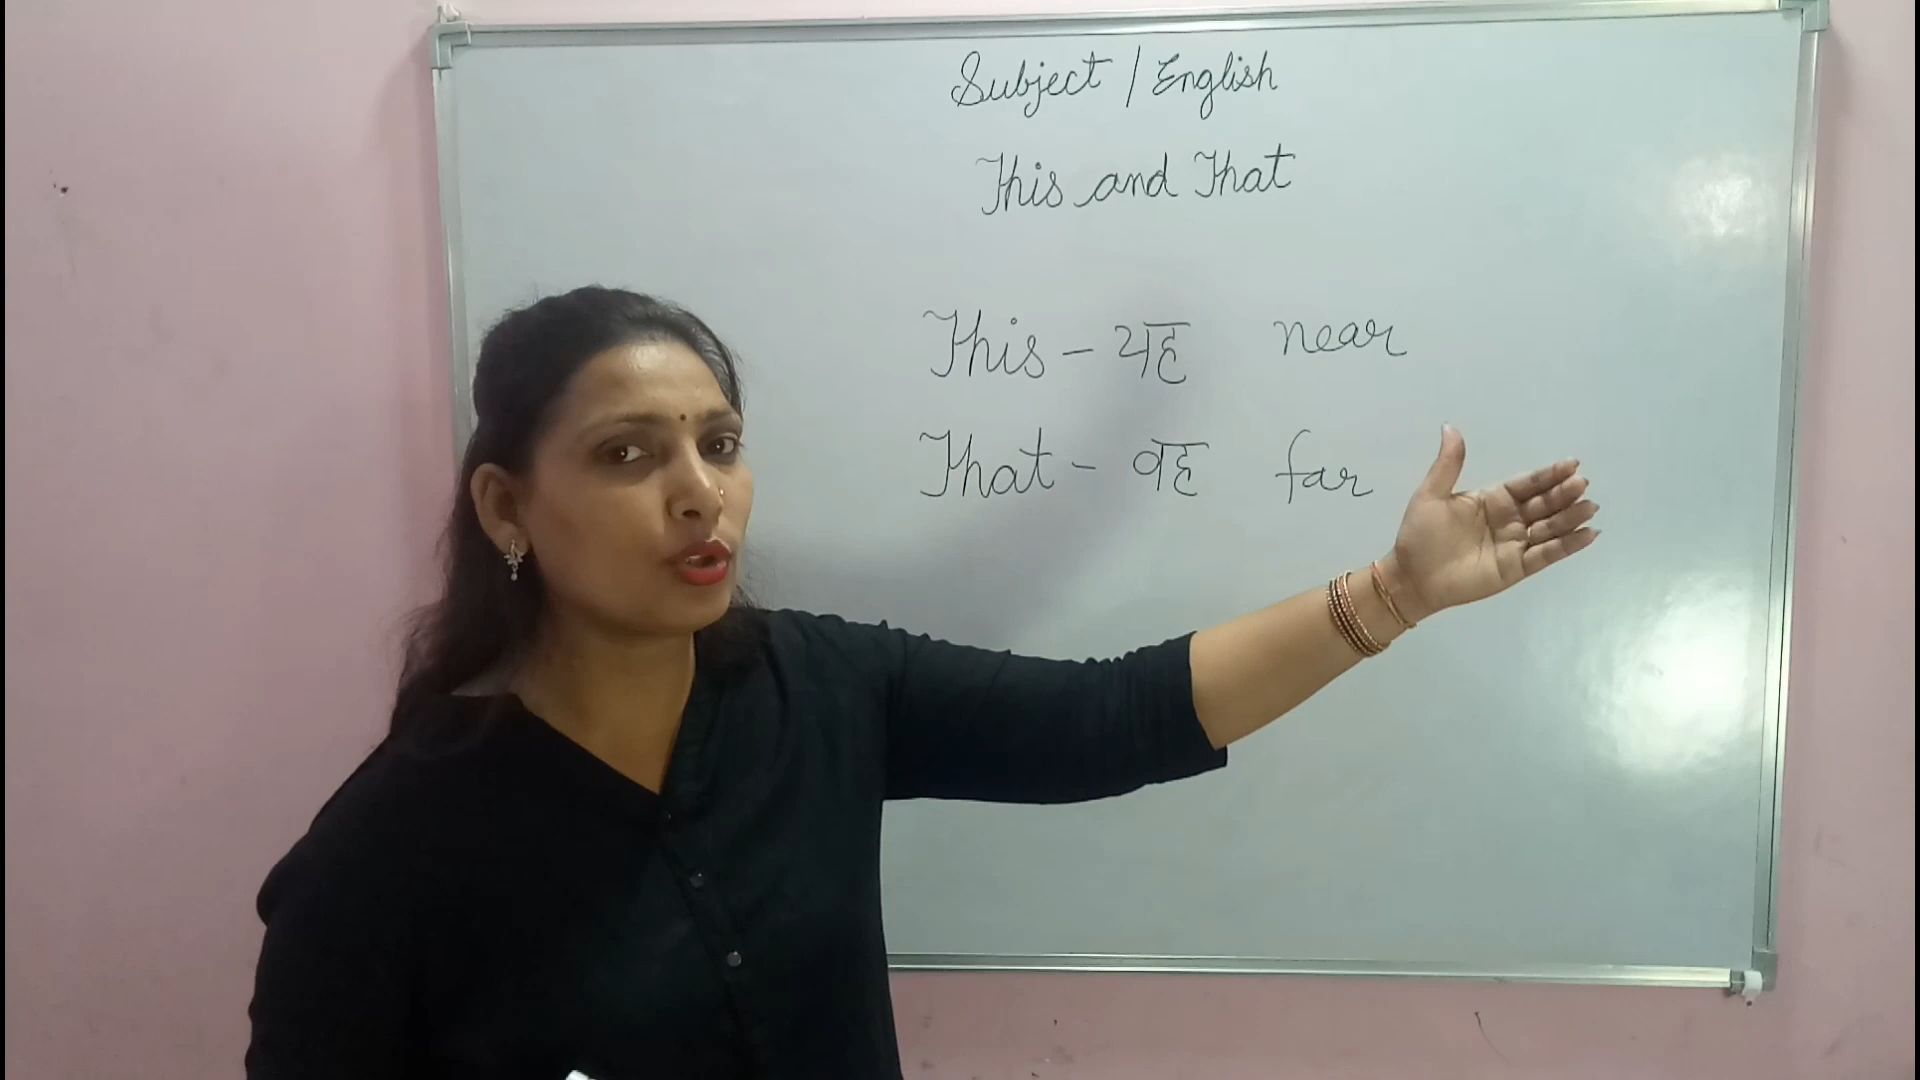 Subject / English
This and That
This - यह near
That - वह far